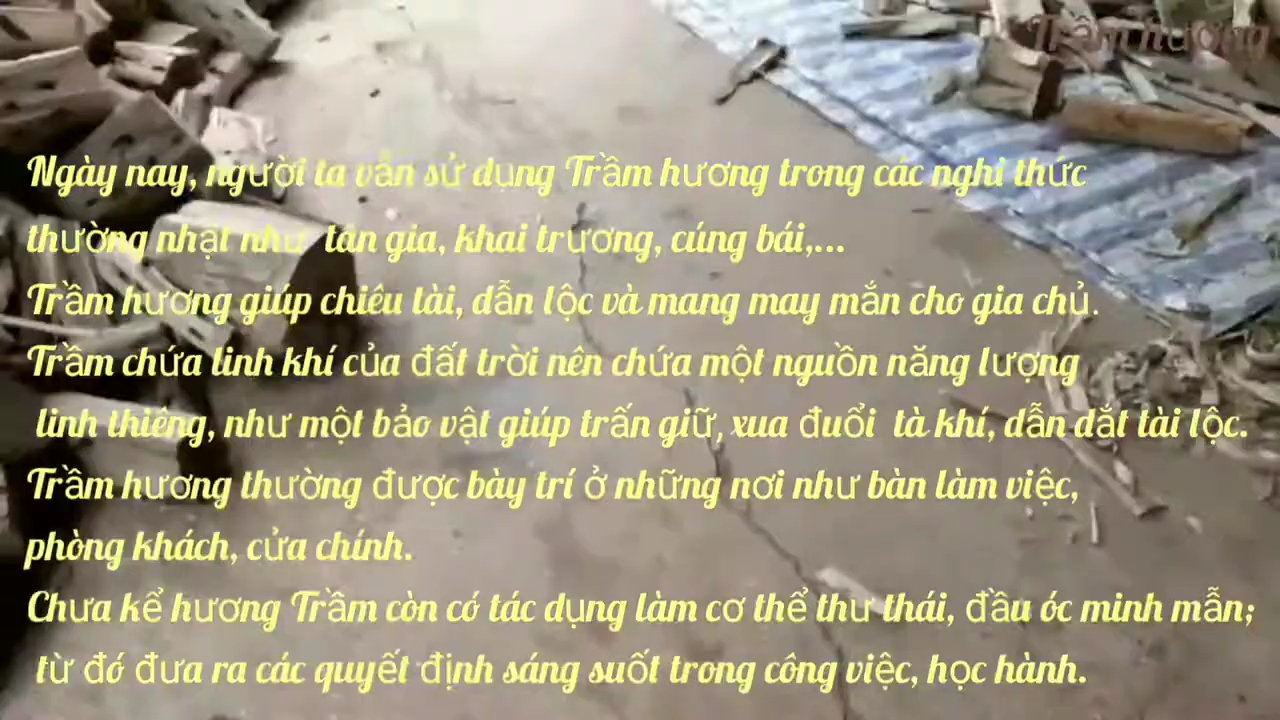 Trầm hương
Ngày nay, người ta vẫn sử dụng Trầm hương trong các nghi thức
thường nhật như tân gia, khai trương, cúng bái,...
Trầm hương giúp chiêu tài, dẫn lộc và mang may mắn cho gia chủ.
Trầm chứa linh khí của đất trời nên chứa một nguồn năng lượng
linh thiêng, như một bảo vật giúp trấn giữ, xua đuổi tà khí, dẫn dắt tài lộc.
Trầm hương thường được bày trí ở những nơi như bàn làm việc,
phòng khách, cửa chính.
Chưa kể hương Trầm còn có tác dụng làm cơ thể thư thái, đầu óc minh mẫn;
từ đó đưa ra các quyết định sáng suốt trong công việc, học hành.